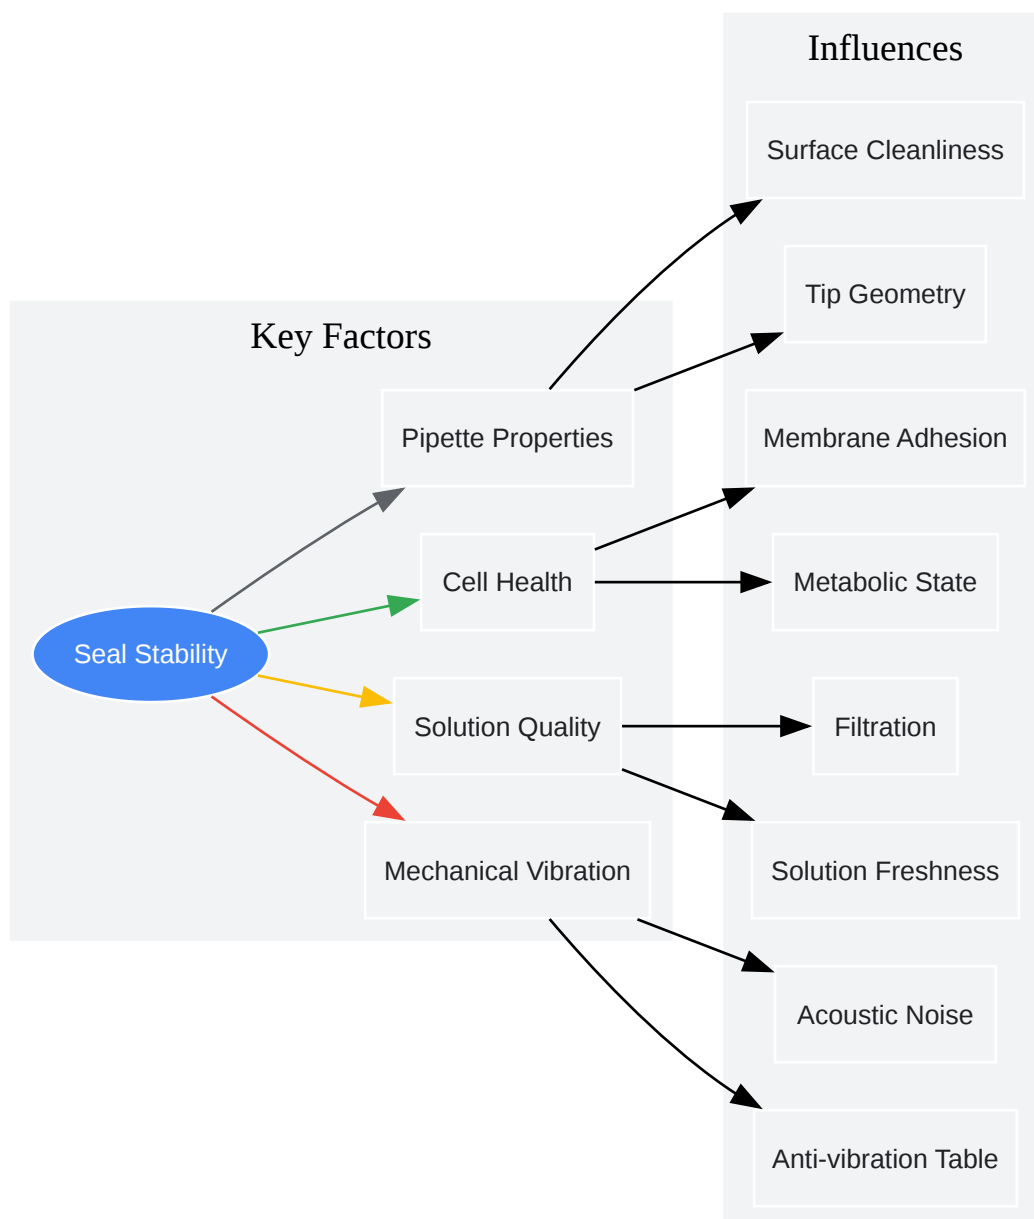 Influences
Surface Cleanliness
Tip Geometry
Key Factors
Pipette Properties
Membrane Adhesion
Cell Health
Metabolic State
Seal Stability
Solution Quality
Filtration
Mechanical Vibration
Solution Freshness
Acoustic Noise
Anti-vibration Table